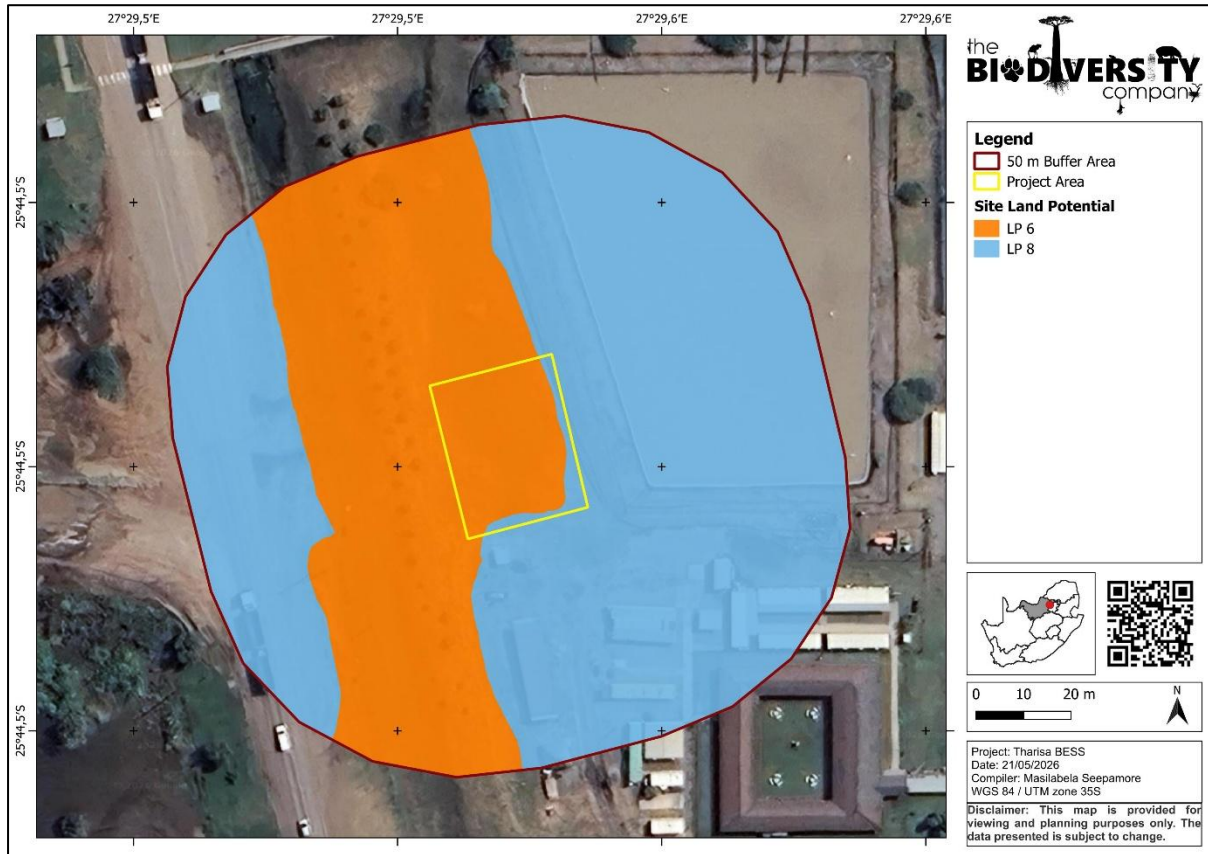 27°29,5'E 27°29,5'E 27°29,6'E 27°29,6'E
25°44,5'S
25°44,5'S
25°44,5'S
the
BIODIVERSITY
company
Legend
50 m Buffer Area
Project Area
Site Land Potential
LP 6
LP 8
0 10 20 m
N
Project: Tharisa BESS
Date: 21/05/2026
Compiler: Masilabela Seepamore
WGS 84 / UTM zone 35S
Disclaimer: This map is provided for
viewing and planning purposes only. The
data presented is subject to change.